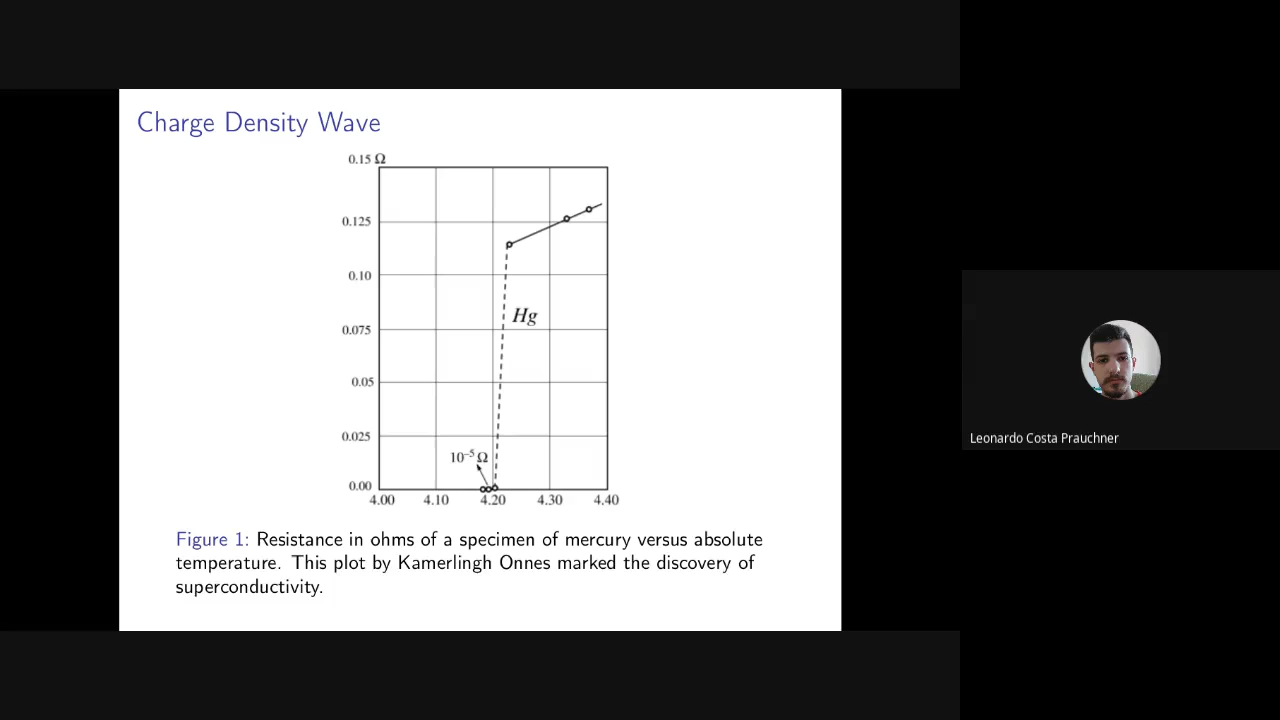 Charge Density Wave
0.15 Ω
0.125
0.10
0.075
0.05
0.025
0.00
Hg
10⁻⁵ Ω
4.00 4.10 4.20 4.30 4.40
Figure 1: Resistance in ohms of a specimen of mercury versus absolute
temperature. This plot by Kamerlingh Onnes marked the discovery of
superconductivity.
Leonardo Costa Prauchner